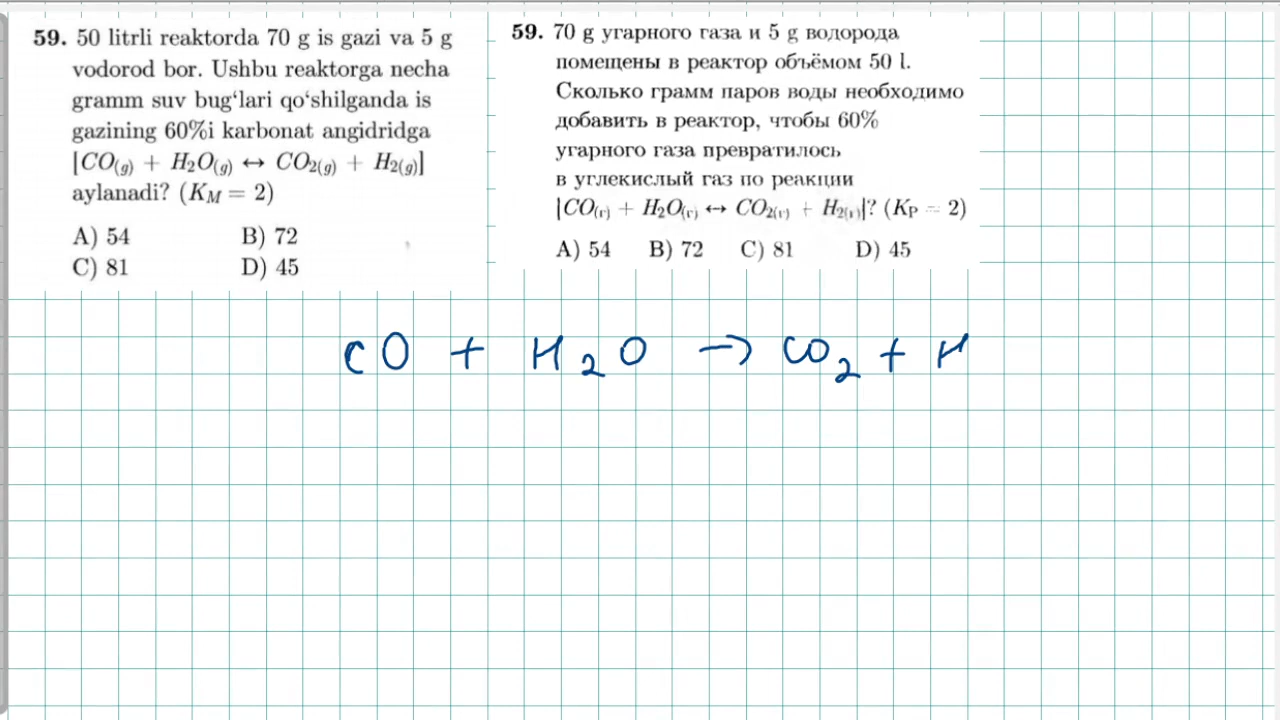 59. 50 litrli reaktorda 70 g is gazi va 5 g
vodorod bor. Ushbu reaktorga necha
gramm suv bug‘lari qo‘shilganda is
gazining 60%i karbonat angidridga
[CO(g) + H₂O(g) ↔ CO₂(g) + H₂(g)]
aylanadi? (K_M = 2)
A) 54 B) 72
C) 81 D) 45
59. 70 g угарного газа и 5 g водорода
помещены в реактор объёмом 50 l.
Сколько грамм паров воды необходимо
добавить в реактор, чтобы 60%
угарного газа превратилось
в углекислый газ по реакции
[CO(г) + H₂O(г) ↔ CO₂(г) + H₂(г)]? (K_P = 2)
A) 54 B) 72 C) 81 D) 45
CO + H₂O → CO₂ + H